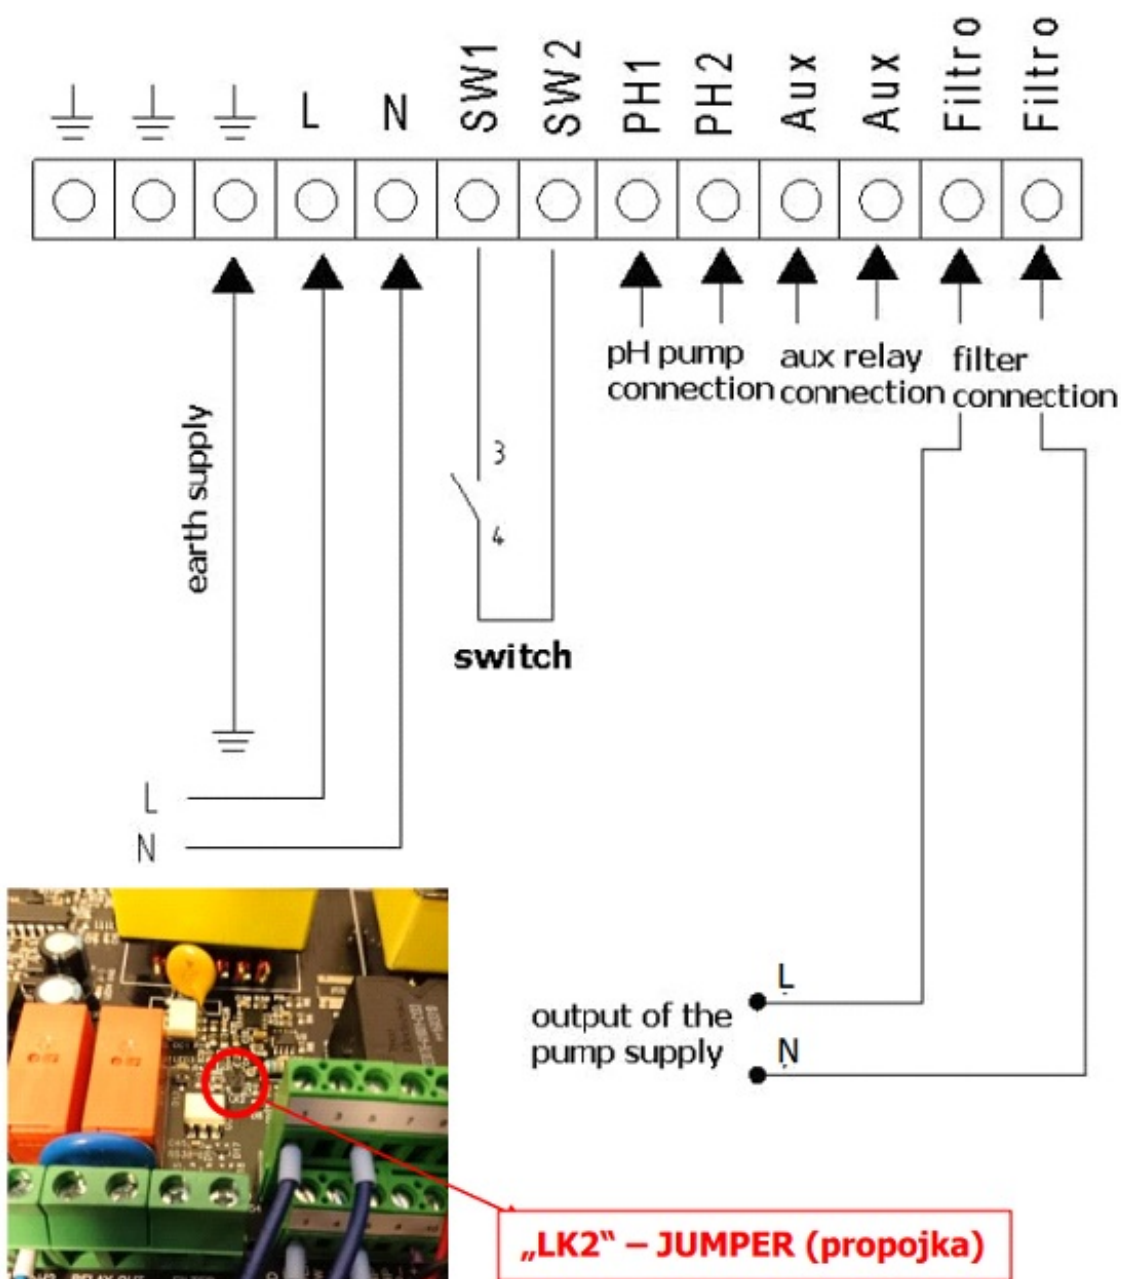 L
N
SW1
SW2
PH1
PH2
Aux
Aux
Filtro
Filtro
pH pump
connection
aux relay
connection
filter
connection
earth supply
3
4
switch
L
N
output of the
pump supply
L
N
„LK2“ – JUMPER (propojka)